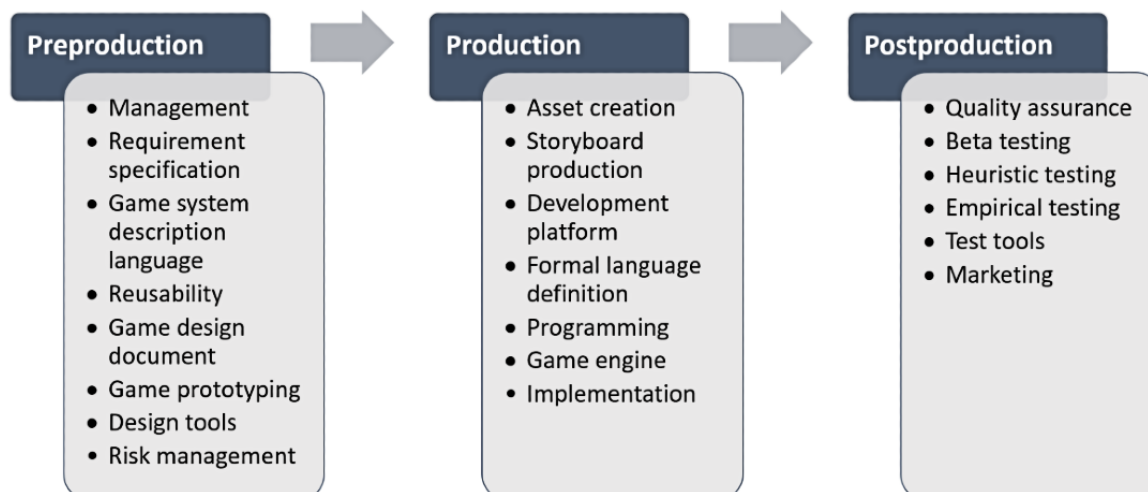 Preproduction
• Management
• Requirement
specification
• Game system
description
language
• Reusability
• Game design
document
• Game prototyping
• Design tools
• Risk management
Production
• Asset creation
• Storyboard
production
• Development
platform
• Formal language
definition
• Programming
• Game engine
• Implementation
Postproduction
• Quality assurance
• Beta testing
• Heuristic testing
• Empirical testing
• Test tools
• Marketing